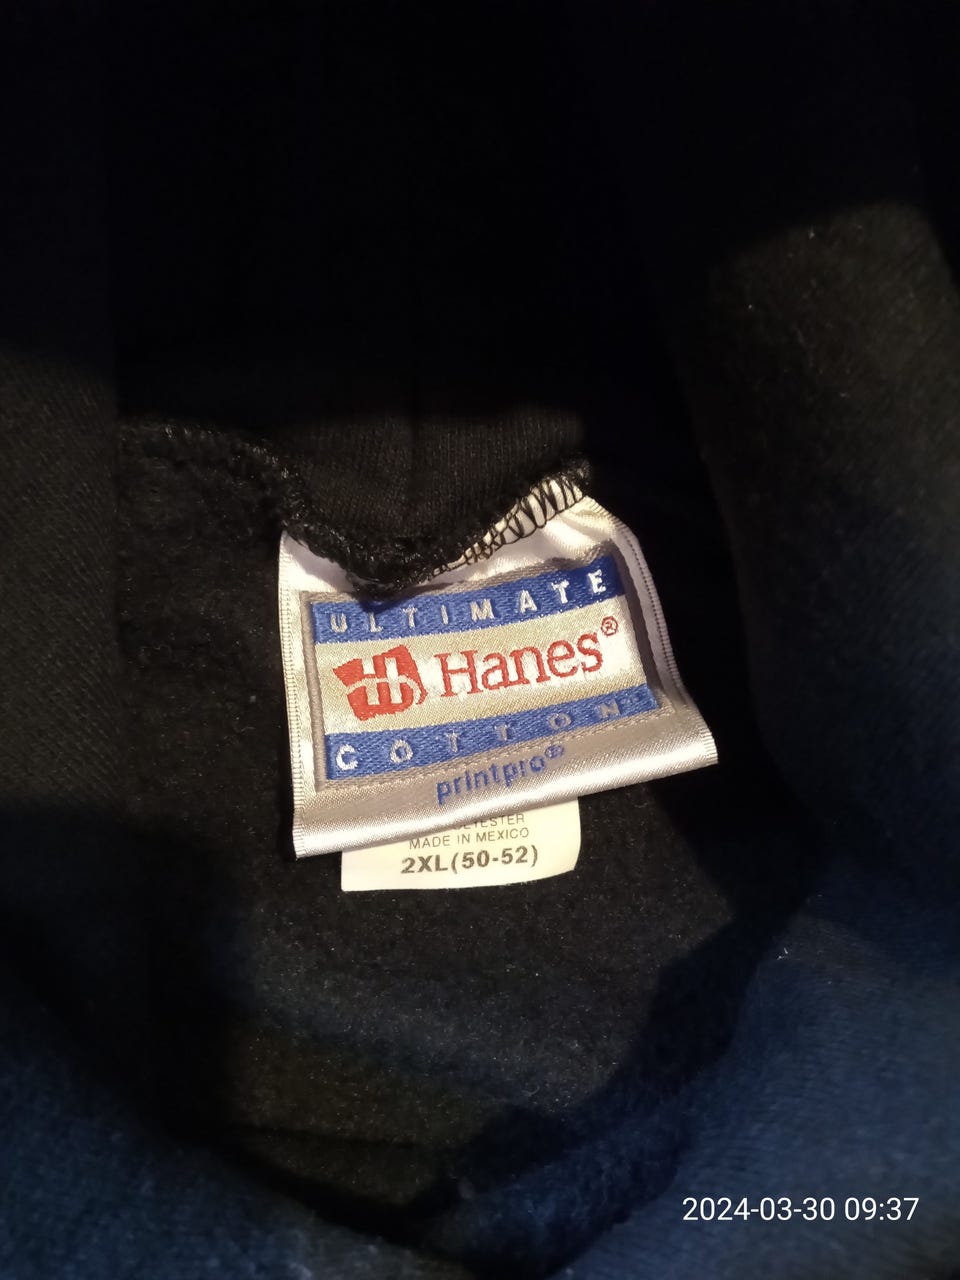 ULTIMATE
Hanes®
COTTON
printpro®
MADE IN MEXICO
2XL(50-52)
2024-03-30 09:37